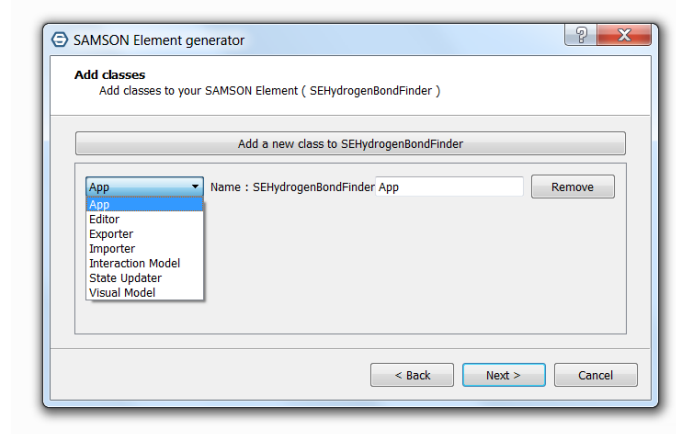 SAMSON Element generator
? X
Add classes
Add classes to your SAMSON Element ( SEHydrogenBondFinder )
Add a new class to SEHydrogenBondFinder
App Name : SEHydrogenBondFinder App Remove
App
Editor
Exporter
Importer
Interaction Model
State Updater
Visual Model
< Back Next > Cancel